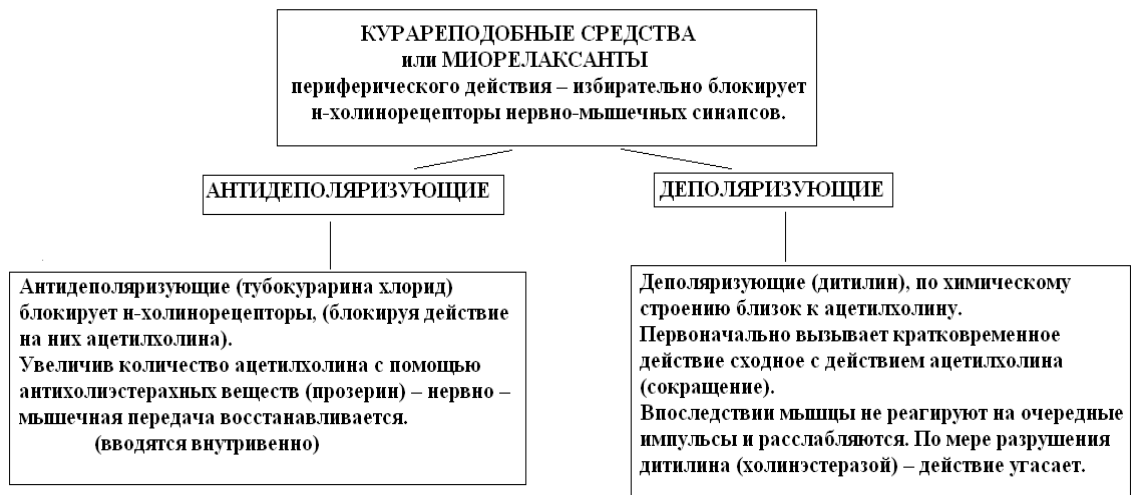 КУРАРЕПОДОБНЫЕ СРЕДСТВА
или МИОРЕЛАКСАНТЫ
периферического действия – избирательно блокирует
н-холинорецепторы нервно-мышечных синапсов.
АНТИДЕПОЛЯРИЗУЮЩИЕ
ДЕПОЛЯРИЗУЮЩИЕ
Антидеполяризующие (тубокурарина хлорид)
блокирует н-холинорецепторы, (блокируя действие
на них ацетилхолина).
Увеличив количество ацетилхолина с помощью
антихолиэстерахных веществ (прозерин) – нервно –
мышечная передача восстанавливается.
(вводятся внутривенно)
Деполяризующие (дитилин), по химическому
строению близок к ацетилхолину.
Первоначально вызывает кратковременное
действие сходное с действием ацетилхолина
(сокращение).
Впоследствии мышцы не реагируют на очередные
импульсы и расслабляются. По мере разрушения
дитилина (холинэстеразой) – действие угасает.